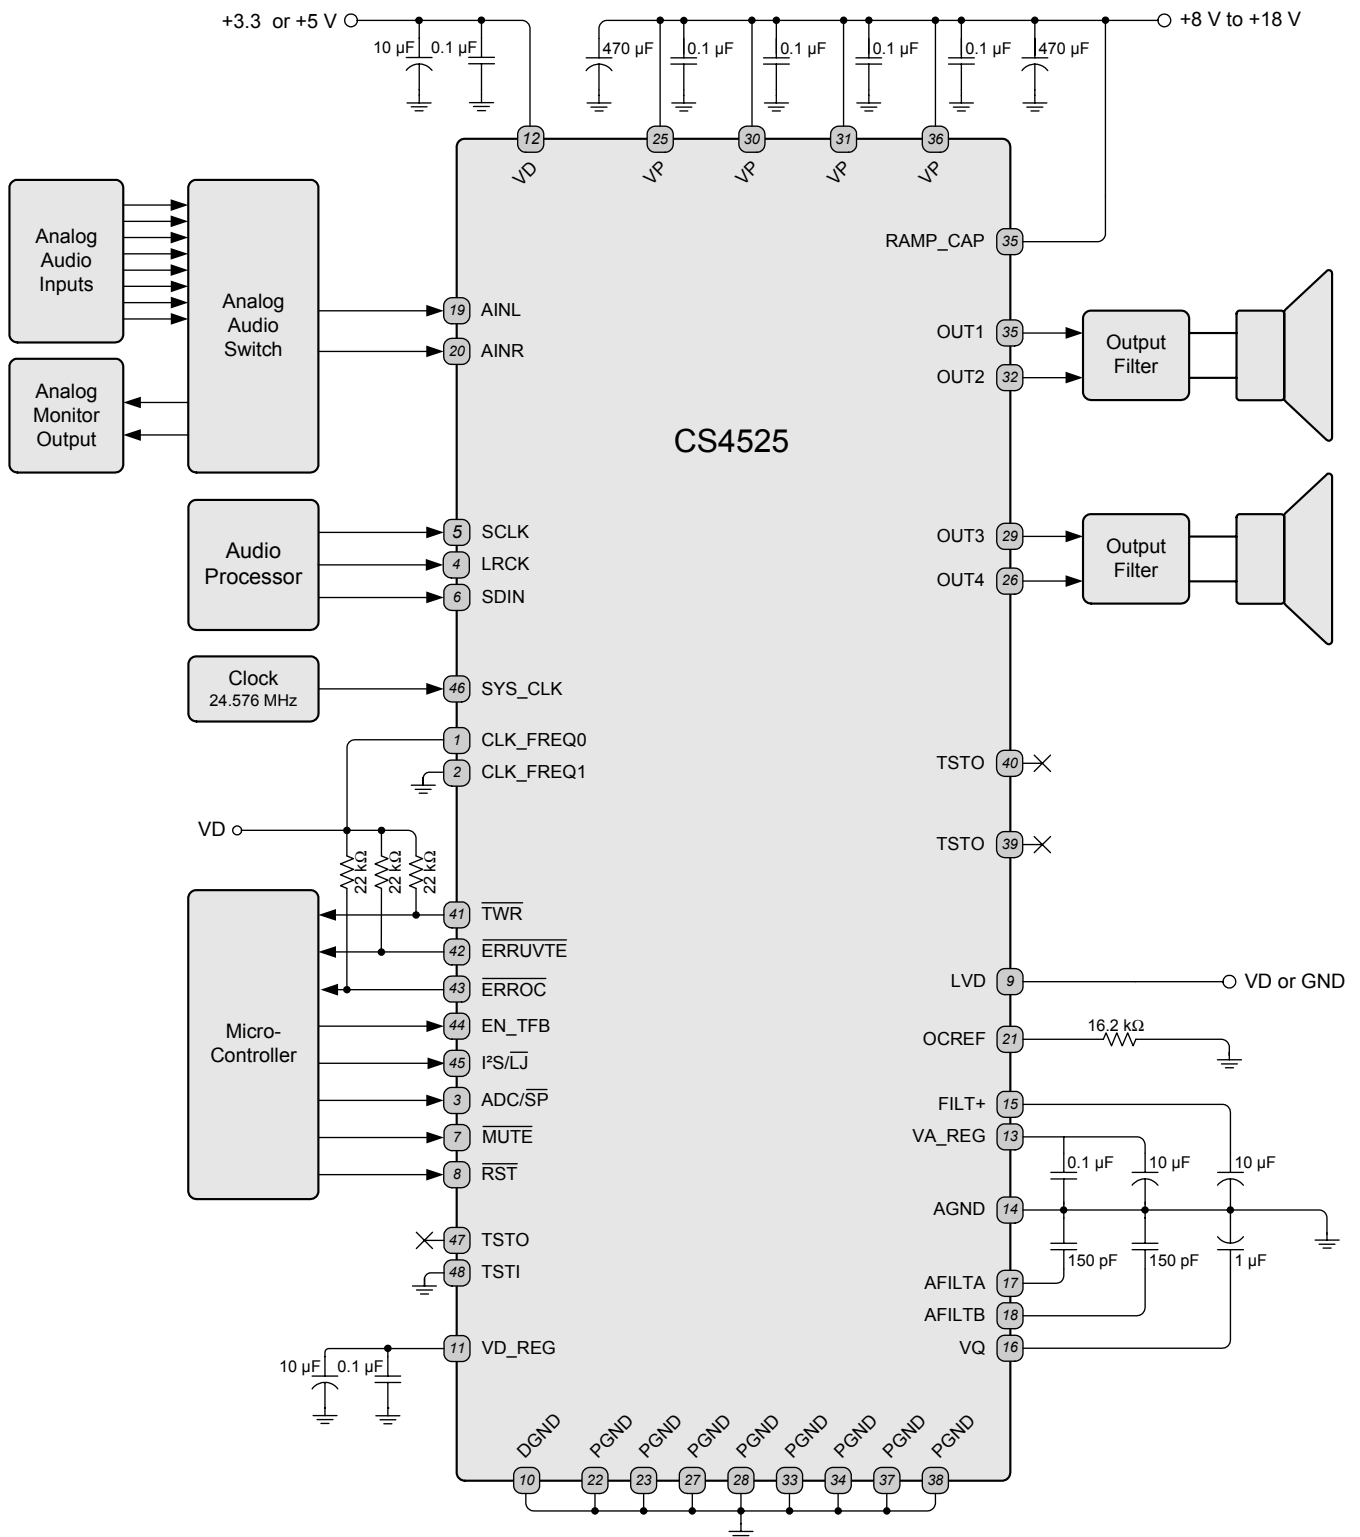 +3.3 or +5 V
+8 V to +18 V
10 µF
0.1 µF
470 µF
0.1 µF
0.1 µF
0.1 µF
0.1 µF
470 µF
12
25
30
31
36
VD
VP
VP
VP
VP
Analog
Audio
Inputs
Analog
Audio
Switch
Analog
Monitor
Output
RAMP_CAP
35
19
AINL
20
AINR
OUT1
35
OUT2
32
Output
Filter
CS4525
Audio
Processor
5
SCLK
4
LRCK
6
SDIN
OUT3
29
OUT4
26
Output
Filter
Clock
24.576 MHz
46
SYS_CLK
1
CLK_FREQ0
2
CLK_FREQ1
TSTO
40
TSTO
39
VD
22 kΩ
22 kΩ
22 kΩ
Micro-
Controller
41
TWR
42
ERRUVTE
43
ERROC
44
EN_TFB
45
I²S/LJ
3
ADC/SP
7
MUTE
8
RST
LVD
9
VD or GND
OCREF
21
16.2 kΩ
FILT+
15
VA_REG
13
0.1 µF
10 µF
10 µF
AGND
14
150 pF
150 pF
1 µF
AFILTA
17
AFILTB
18
VQ
16
47
TSTO
48
TSTI
11
VD_REG
10 µF
0.1 µF
DGND
PGND
PGND
PGND
PGND
PGND
PGND
PGND
PGND
10
22
23
27
28
33
34
37
38